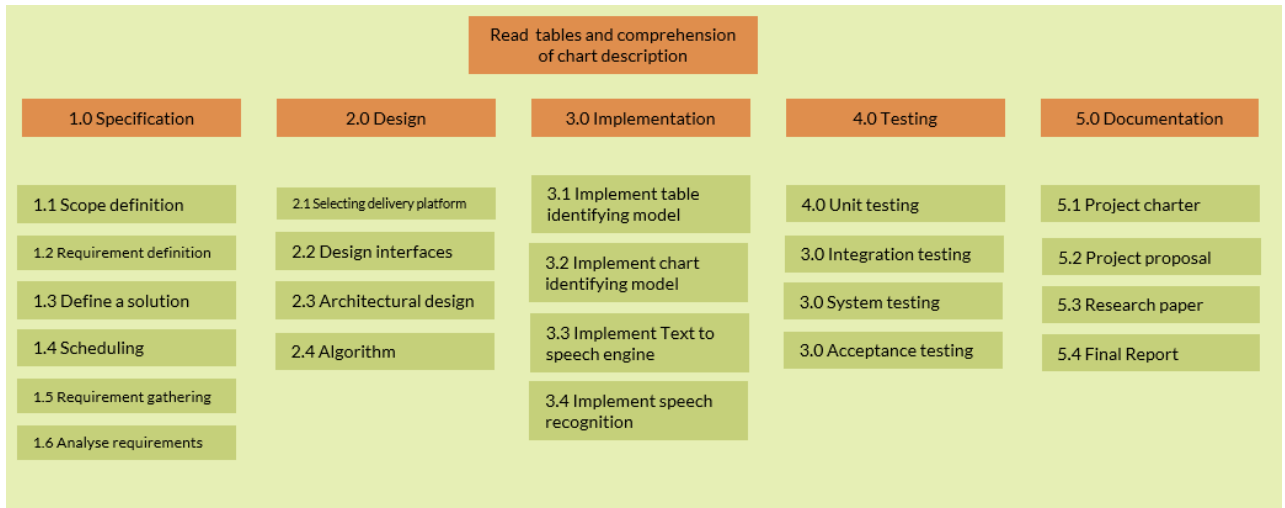 Read tables and comprehension
of chart description
1.0 Specification
2.0 Design
3.0 Implementation
4.0 Testing
5.0 Documentation
1.1 Scope definition
1.2 Requirement definition
1.3 Define a solution
1.4 Scheduling
1.5 Requirement gathering
1.6 Analyse requirements
2.1 Selecting delivery platform
2.2 Design interfaces
2.3 Architectural design
2.4 Algorithm
3.1 Implement table
identifying model
3.2 Implement chart
identifying model
3.3 Implement Text to
speech engine
3.4 Implement speech
recognition
4.0 Unit testing
3.0 Integration testing
3.0 System testing
3.0 Acceptance testing
5.1 Project charter
5.2 Project proposal
5.3 Research paper
5.4 Final Report